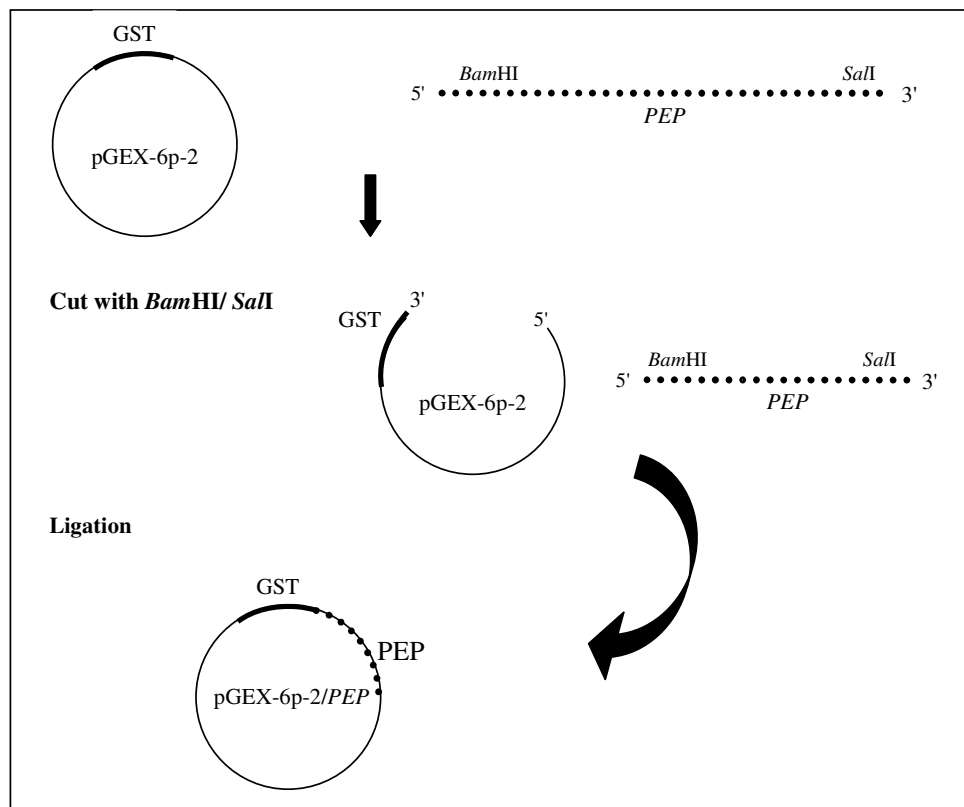 GST
pGEX-6p-2
BamHI SalI
5' 3'
PEP
Cut with BamHI/ SalI
3'
GST
5'
pGEX-6p-2
BamHI SalI
5' 3'
PEP
Ligation
GST
PEP
pGEX-6p-2/PEP